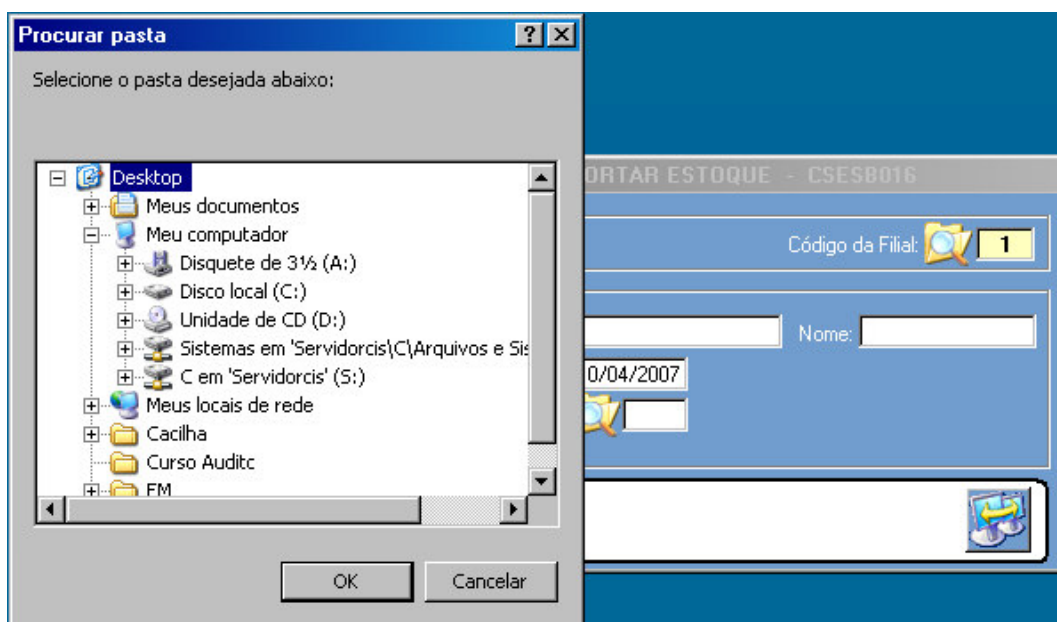 Procurar pasta
Selecione o pasta desejada abaixo:
Desktop
Meus documentos
Meu computador
Disquete de 3½ (A:)
Disco local (C:)
Unidade de CD (D:)
Sistemas em 'Servidorcis\C\Arquivos e Sis
C em 'Servidorcis' (S:)
Meus locais de rede
Cacilha
Curso Auditc
FM
OK Cancelar
ORTAR ESTOQUE - CSESB016
Código da Filial: 1
Nome:
0/04/2007